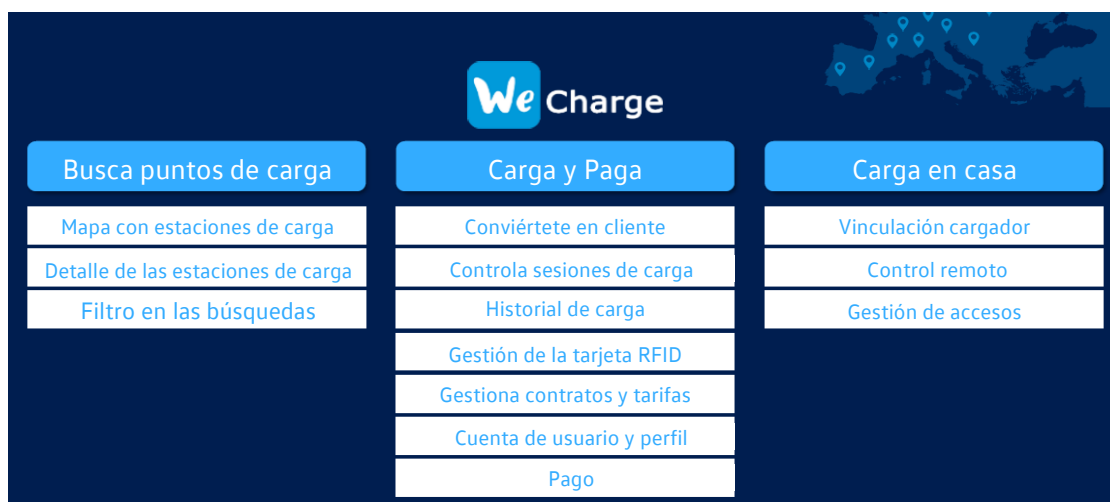 We Charge
Busca puntos de carga
Mapa con estaciones de carga
Detalle de las estaciones de carga
Filtro en las búsquedas
Carga y Paga
Conviértete en cliente
Controla sesiones de carga
Historial de carga
Gestión de la tarjeta RFID
Gestiona contratos y tarifas
Cuenta de usuario y perfil
Pago
Carga en casa
Vinculación cargador
Control remoto
Gestión de accesos